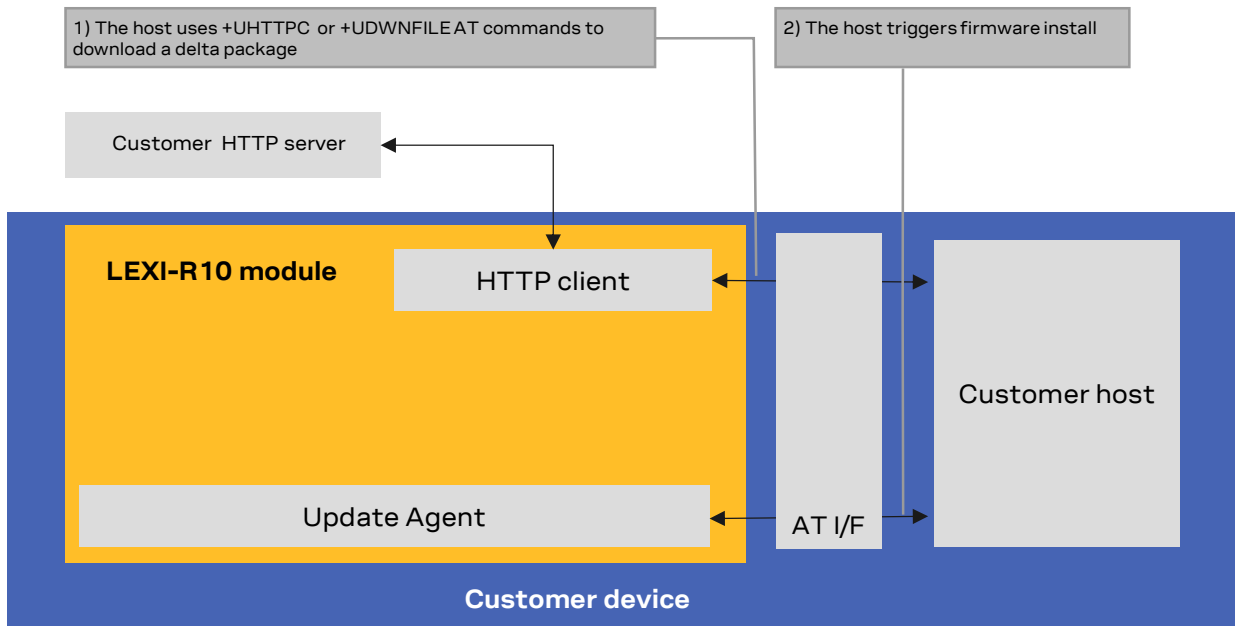 1) The host uses +UHTTPC or +UDWNFILE AT commands to
download a delta package
2) The host triggers firmware install
Customer HTTP server
LEXI-R10 module
HTTP client
Customer host
Update Agent
AT I/F
Customer device